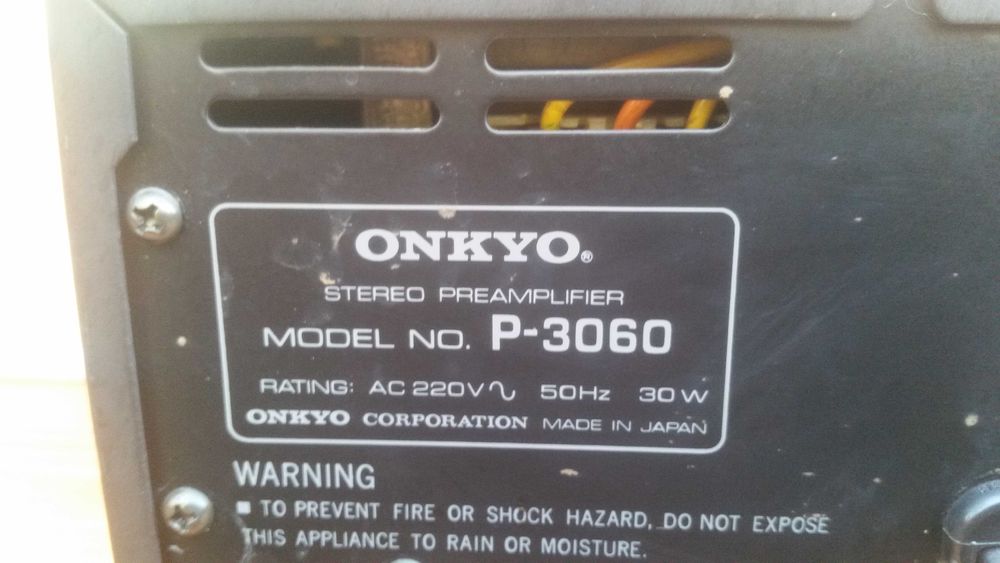 ONKYO®
STEREO PREAMPLIFIER
MODEL NO. P-3060
RATING: AC 220V∿ 50Hz 30W
ONKYO CORPORATION MADE IN JAPAN
WARNING
■ TO PREVENT FIRE OR SHOCK HAZARD, DO NOT EXPOSE
THIS APPLIANCE TO RAIN OR MOISTURE.